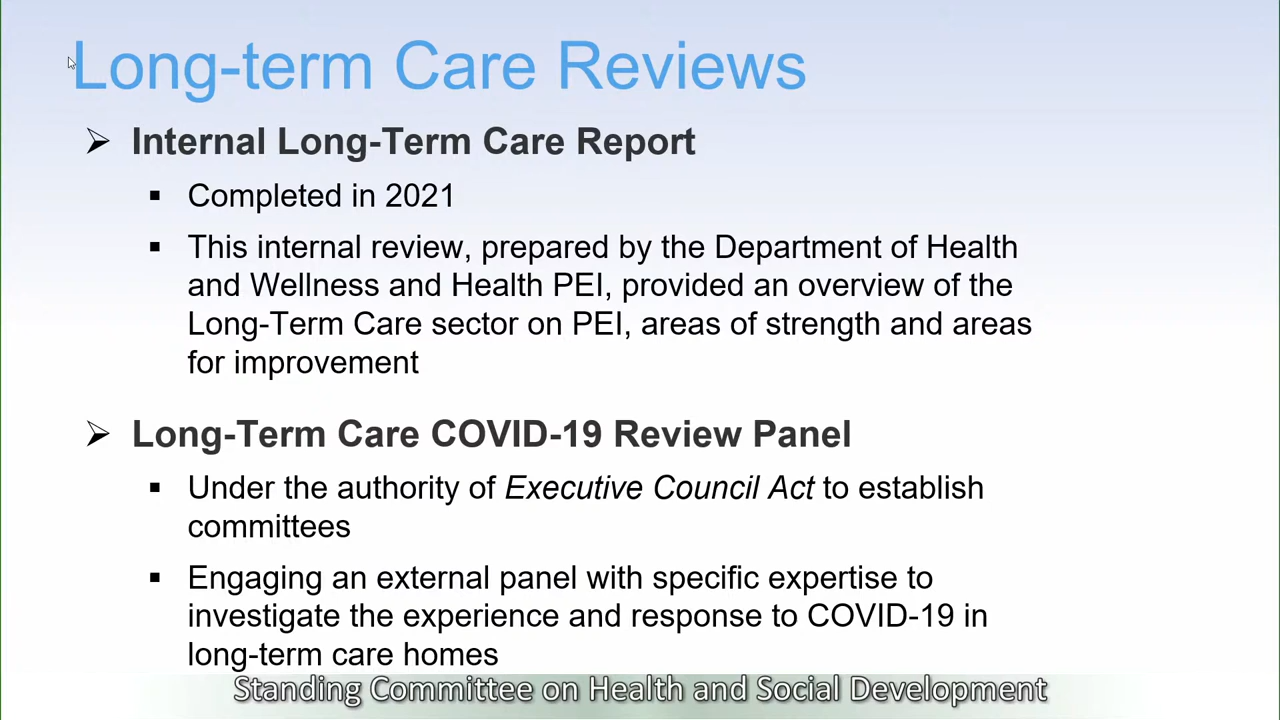 Long-term Care Reviews
Internal Long-Term Care Report
Completed in 2021
This internal review, prepared by the Department of Health
and Wellness and Health PEI, provided an overview of the
Long-Term Care sector on PEI, areas of strength and areas
for improvement
Long-Term Care COVID-19 Review Panel
Under the authority of Executive Council Act to establish
committees
Engaging an external panel with specific expertise to
investigate the experience and response to COVID-19 in
long-term care homes
Standing Committee on Health and Social Development